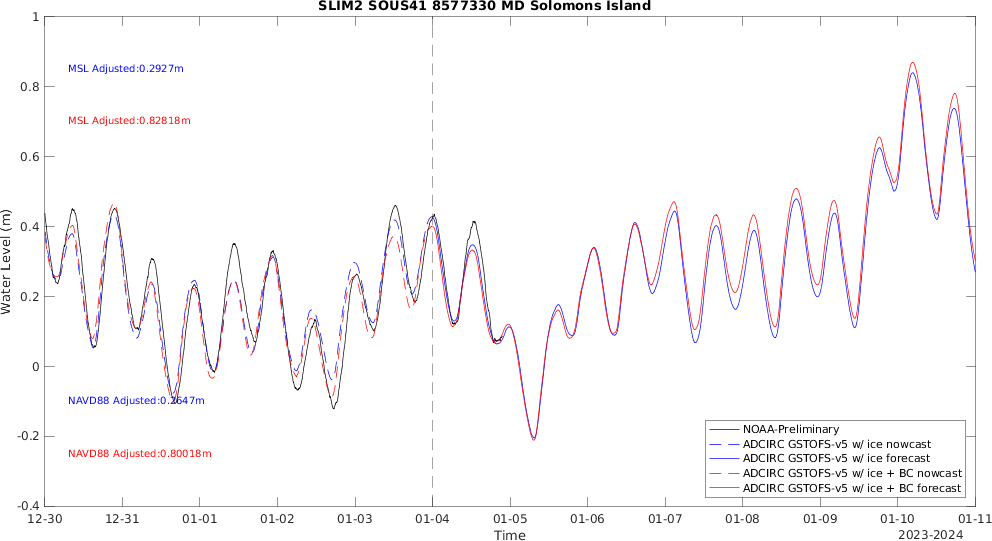 SLIM2 SOUS41 8577330 MD Solomons Island
1
0.8
0.6
0.4
0.2
0
-0.2
-0.4
Water Level (m)
MSL Adjusted:0.2927m
MSL Adjusted:0.82818m
NAVD88 Adjusted:0.2647m
NAVD88 Adjusted:0.80018m
NOAA-Preliminary
ADCIRC GSTOFS-v5 w/ ice nowcast
ADCIRC GSTOFS-v5 w/ ice forecast
ADCIRC GSTOFS-v5 w/ ice + BC nowcast
ADCIRC GSTOFS-v5 w/ ice + BC forecast
12-30 12-31 01-01 01-02 01-03 01-04 01-05 01-06 01-07 01-08 01-09 01-10 01-11
Time
2023-2024